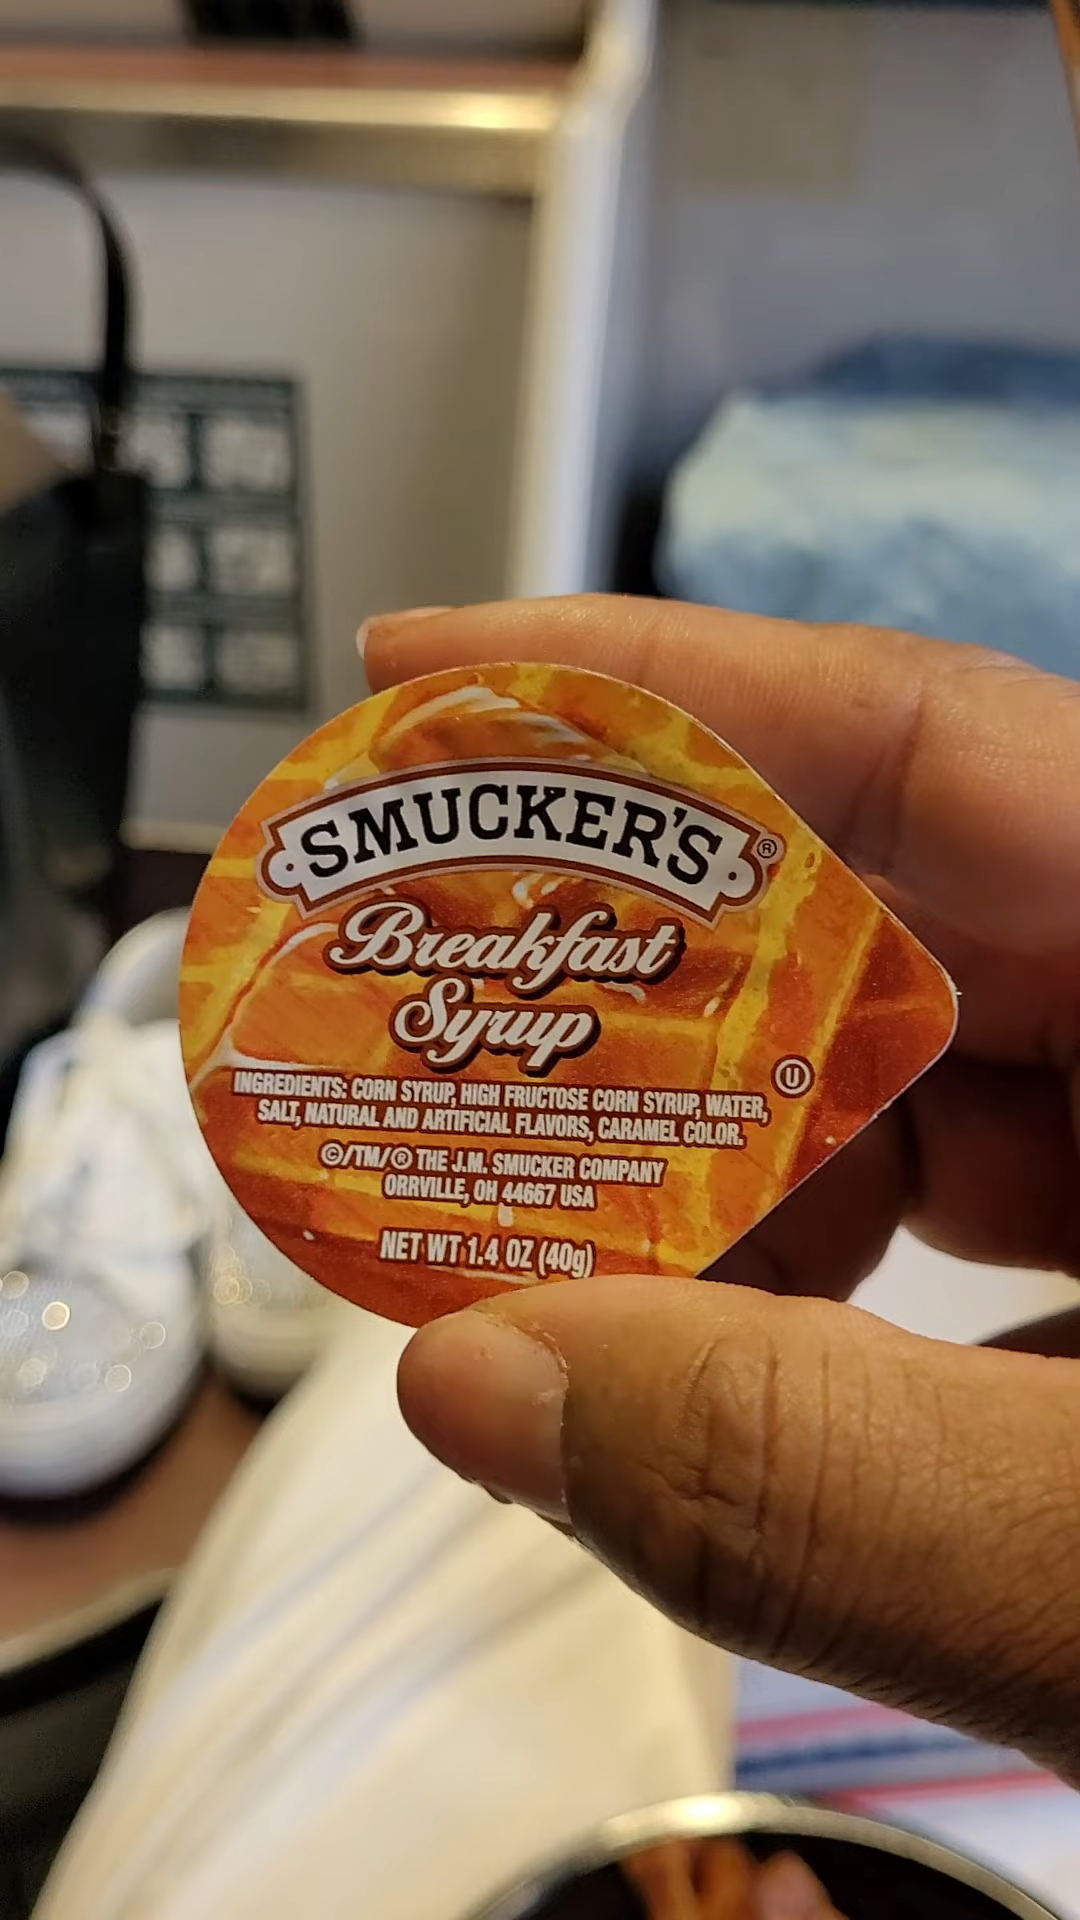 SMUCKER'S®
Breakfast
Syrup
U
INGREDIENTS: CORN SYRUP, HIGH FRUCTOSE CORN SYRUP, WATER,
SALT, NATURAL AND ARTIFICIAL FLAVORS, CARAMEL COLOR.
©/TM/® THE J.M. SMUCKER COMPANY
ORRVILLE, OH 44667 USA
NET WT 1.4 OZ (40g)